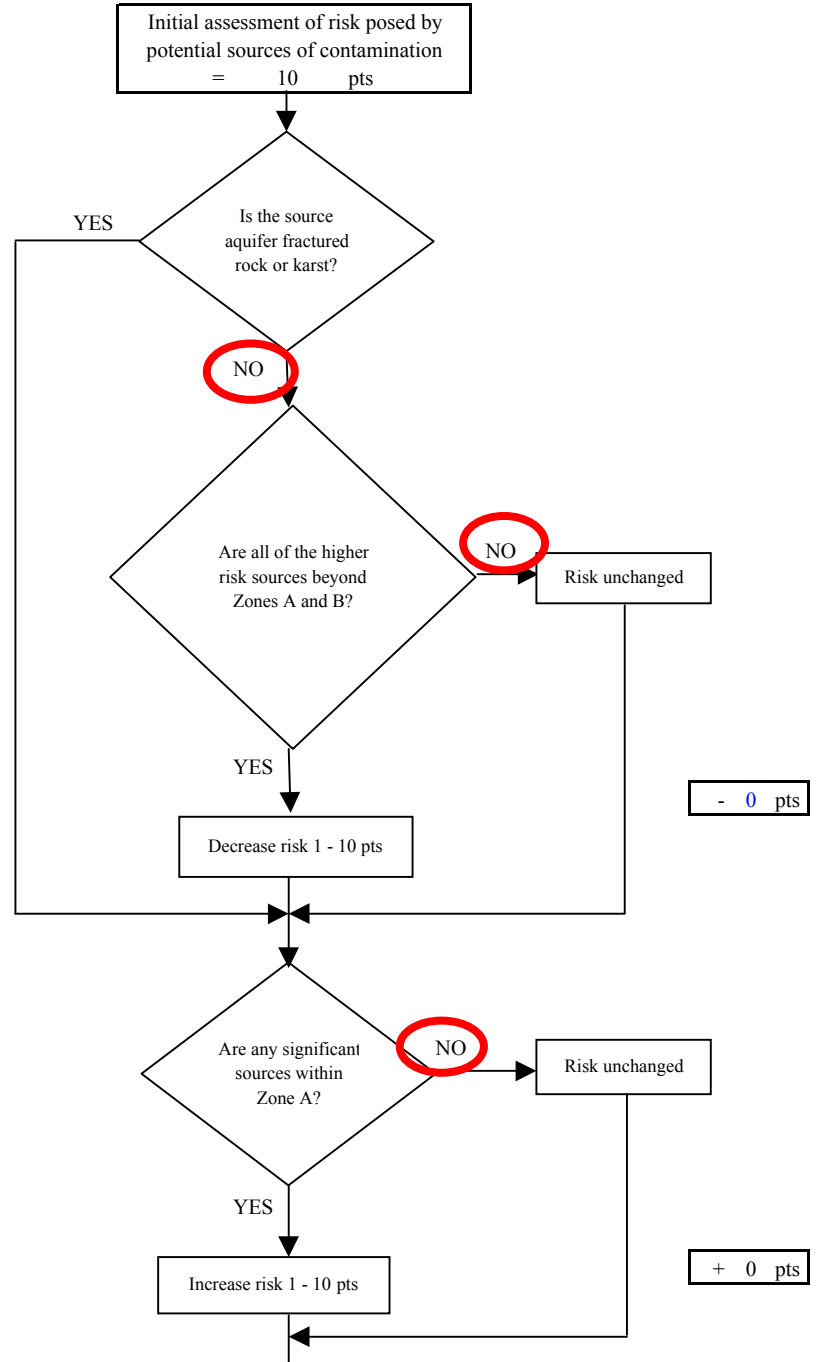 Initial assessment of risk posed by
potential sources of contamination
= 10 pts
YES
Is the source
aquifer fractured
rock or karst?
NO
Are all of the higher
risk sources beyond
Zones A and B?
NO
Risk unchanged
YES
- 0 pts
Decrease risk 1 - 10 pts
Are any significant
sources within
Zone A?
NO
Risk unchanged
YES
+ 0 pts
Increase risk 1 - 10 pts